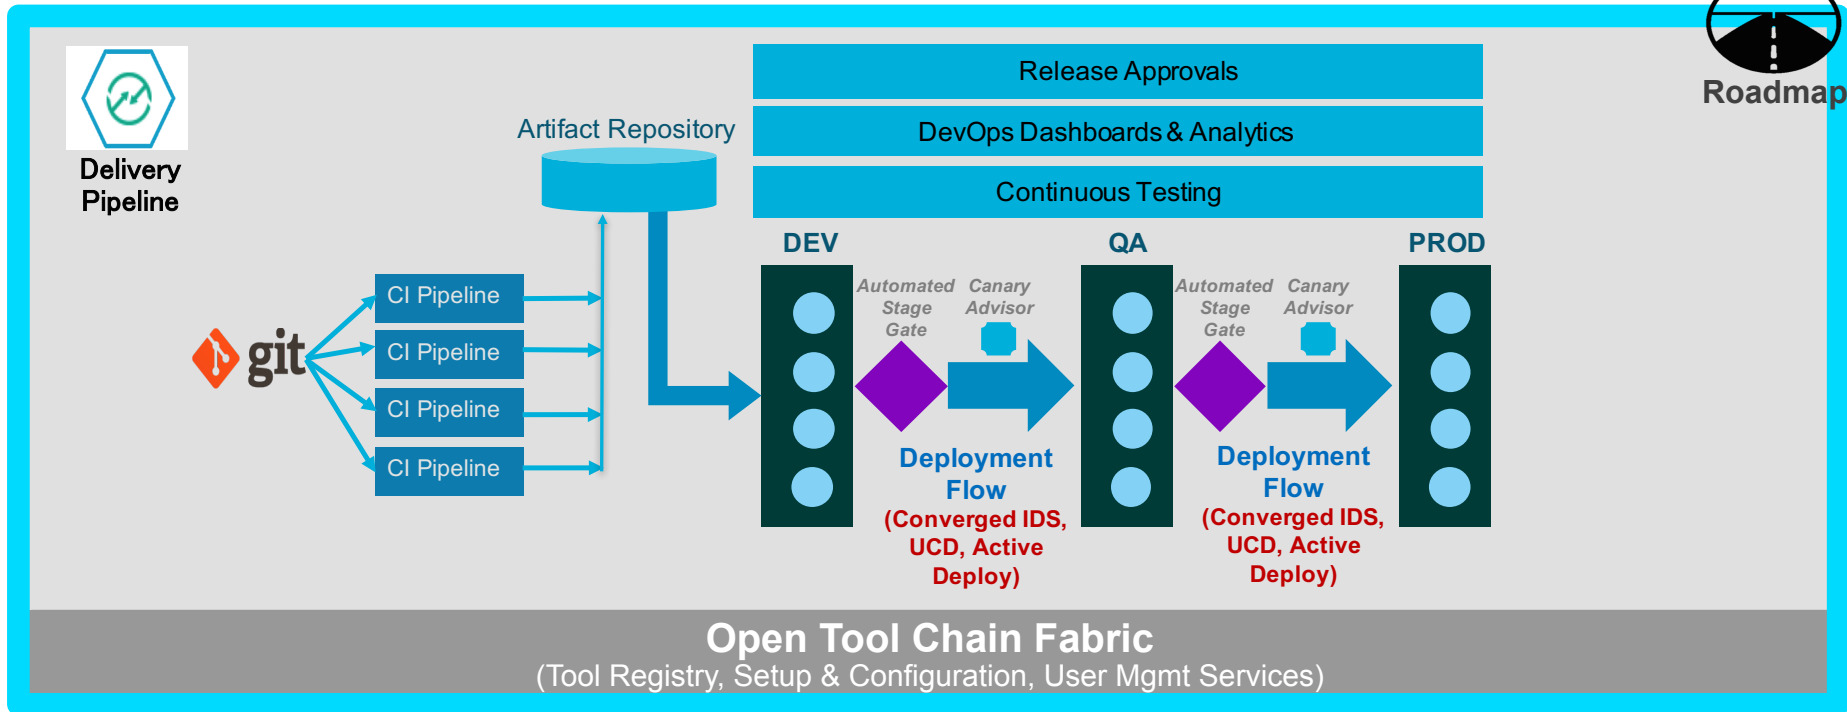 Roadmap
Delivery
Pipeline
Release Approvals
DevOps Dashboards & Analytics
Continuous Testing
Artifact Repository
git
CI Pipeline
CI Pipeline
CI Pipeline
CI Pipeline
DEV
QA
PROD
Automated
Stage
Gate
Canary
Advisor
Automated
Stage
Gate
Canary
Advisor
Deployment
Flow
(Converged IDS,
UCD, Active
Deploy)
Deployment
Flow
(Converged IDS,
UCD, Active
Deploy)
Open Tool Chain Fabric
(Tool Registry, Setup & Configuration, User Mgmt Services)